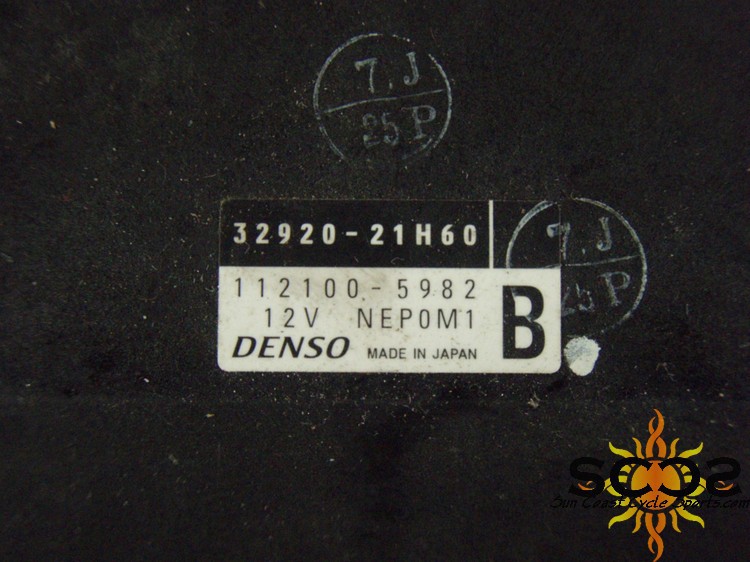 7.J
25P
32920-21H60
7.J
25P
112100-5982
12V NEP0M1
B
DENSO MADE IN JAPAN
SCCS
Sun Coast Cycle Sports.com